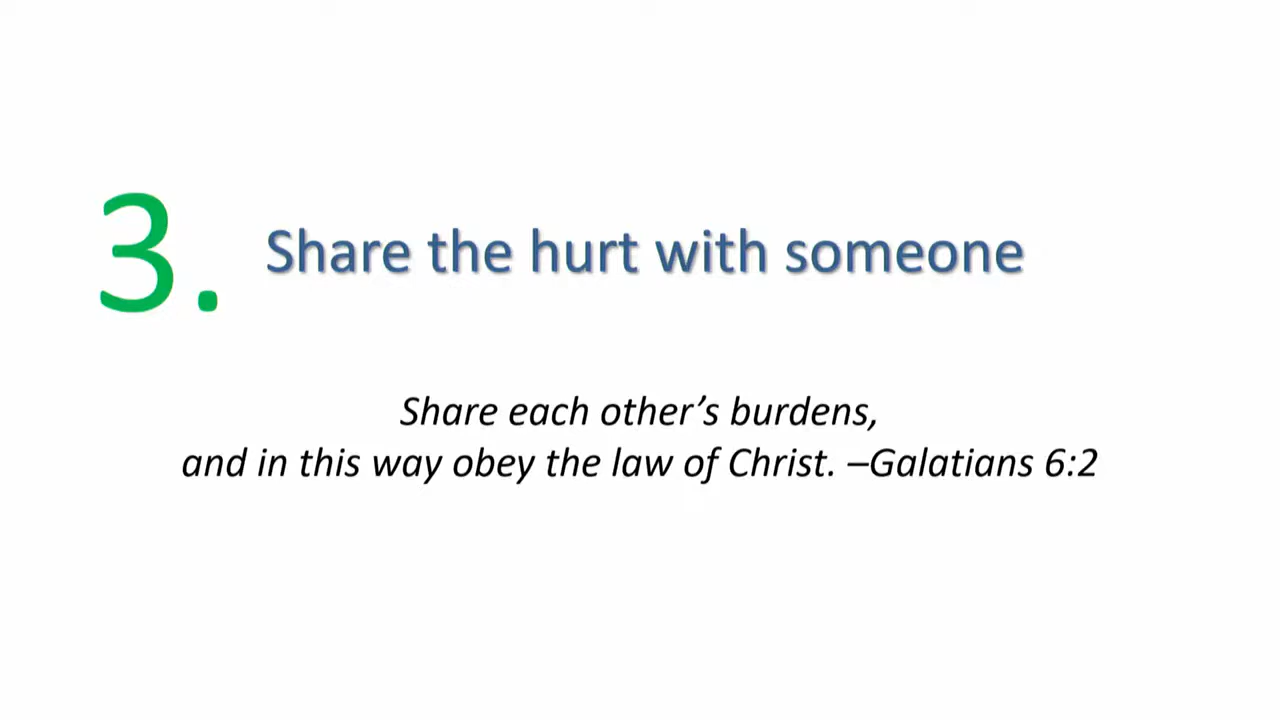 3. Share the hurt with someone
Share each other’s burdens,
and in this way obey the law of Christ. –Galatians 6:2